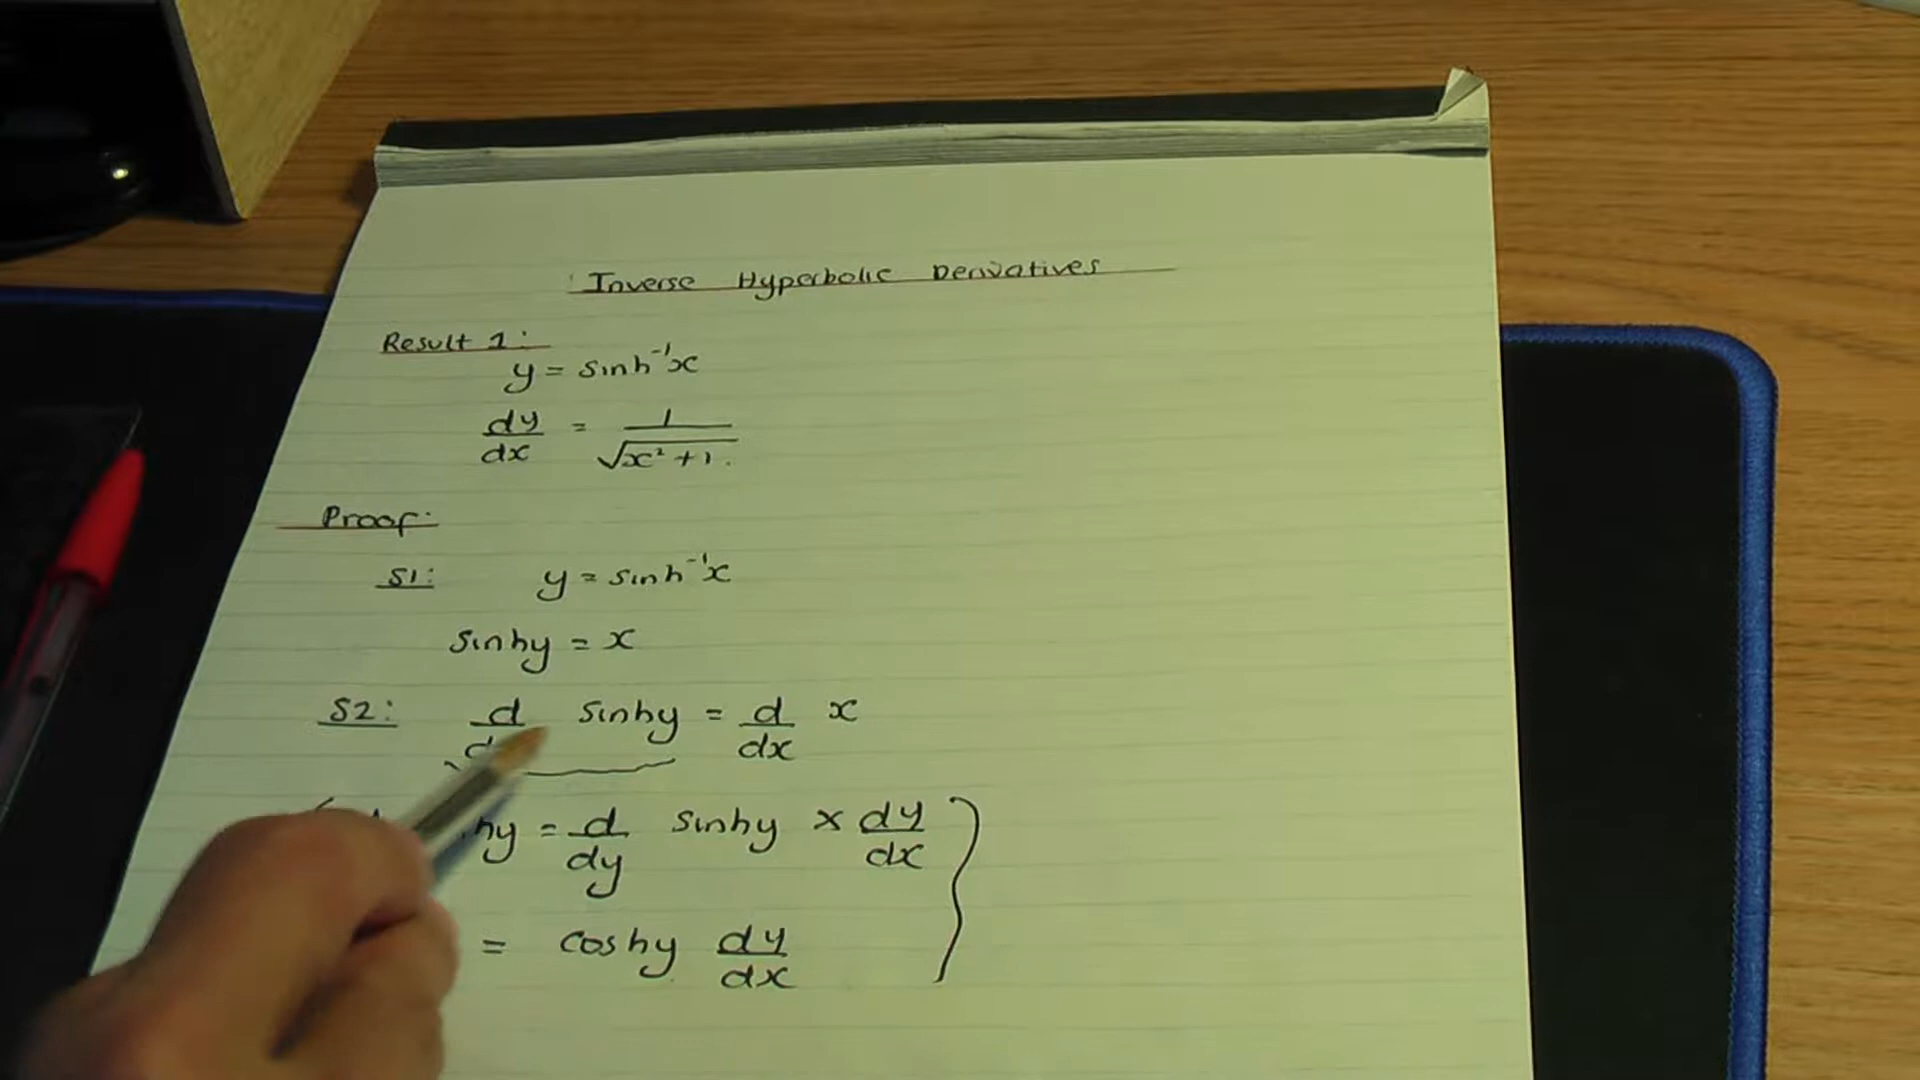 Inverse Hyperbolic Derivatives
Result 1:
y = sinh⁻¹x
dy/dx = 1/√(x² + 1).
Proof:
S1: y = sinh⁻¹x
sinhy = x
S2: d/d sinhy = d/dx x
hy = d/dy sinhy × dy/dx
= coshy dy/dx